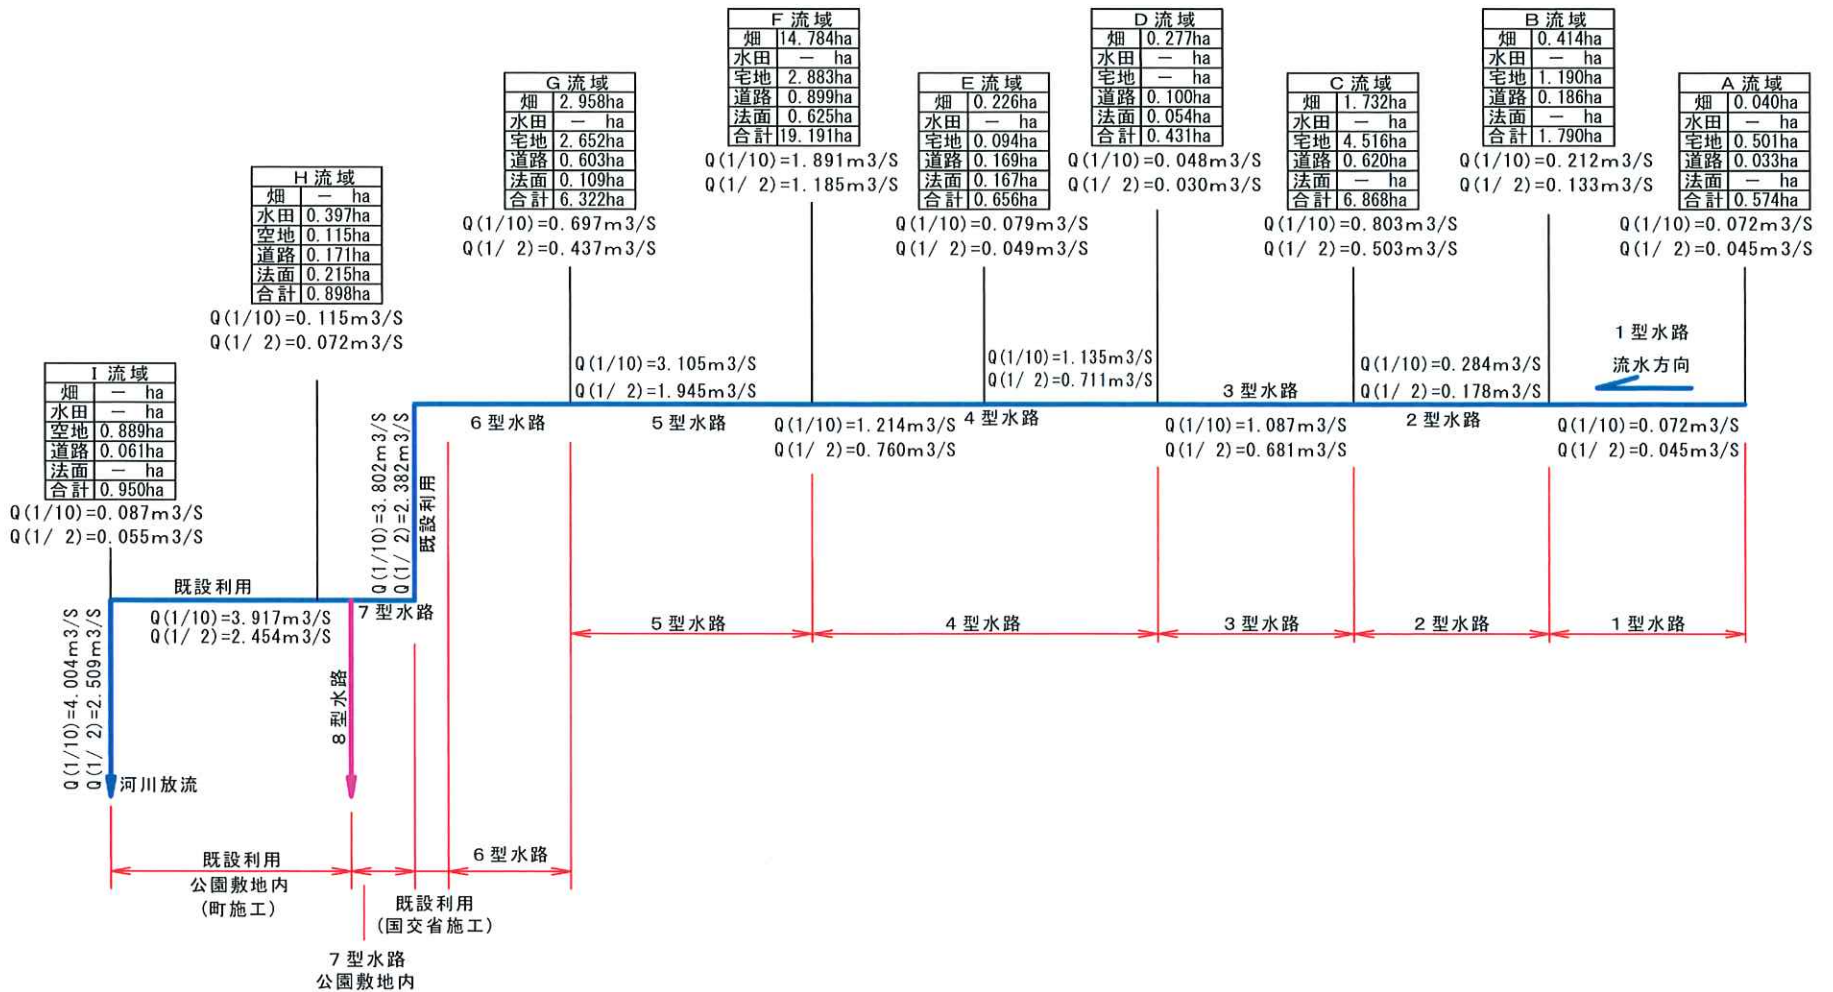 F 流域
畑 14.784ha
水田 － ha
宅地 2.883ha
道路 0.899ha
法面 0.625ha
合計 19.191ha
Q(1/10)=1.891m3/S
Q(1/ 2)=1.185m3/S
D 流域
畑 0.277ha
水田 － ha
宅地 － ha
道路 0.100ha
法面 0.054ha
合計 0.431ha
Q(1/10)=0.048m3/S
Q(1/ 2)=0.030m3/S
B 流域
畑 0.414ha
水田 － ha
宅地 1.190ha
道路 0.186ha
法面 － ha
合計 1.790ha
Q(1/10)=0.212m3/S
Q(1/ 2)=0.133m3/S
G 流域
畑 2.958ha
水田 － ha
宅地 2.652ha
道路 0.603ha
法面 0.109ha
合計 6.322ha
Q(1/10)=0.697m3/S
Q(1/ 2)=0.437m3/S
E 流域
畑 0.226ha
水田 － ha
宅地 0.094ha
道路 0.169ha
法面 0.167ha
合計 0.656ha
Q(1/10)=0.079m3/S
Q(1/ 2)=0.049m3/S
C 流域
畑 1.732ha
水田 － ha
宅地 4.516ha
道路 0.620ha
法面 － ha
合計 6.868ha
Q(1/10)=0.803m3/S
Q(1/ 2)=0.503m3/S
A 流域
畑 0.040ha
水田 － ha
宅地 0.501ha
道路 0.033ha
法面 － ha
合計 0.574ha
Q(1/10)=0.072m3/S
Q(1/ 2)=0.045m3/S
H 流域
畑 － ha
水田 0.397ha
空地 0.115ha
道路 0.171ha
法面 0.215ha
合計 0.898ha
Q(1/10)=0.115m3/S
Q(1/ 2)=0.072m3/S
I 流域
畑 － ha
水田 － ha
空地 0.889ha
道路 0.061ha
法面 － ha
合計 0.950ha
Q(1/10)=0.087m3/S
Q(1/ 2)=0.055m3/S
1型水路
流水方向
Q(1/10)=3.105m3/S
Q(1/ 2)=1.945m3/S
Q(1/10)=1.135m3/S
Q(1/ 2)=0.711m3/S
3型水路
Q(1/10)=0.284m3/S
Q(1/ 2)=0.178m3/S
6型水路
5型水路
Q(1/10)=1.214m3/S
Q(1/ 2)=0.760m3/S
4型水路
Q(1/10)=1.087m3/S
Q(1/ 2)=0.681m3/S
2型水路
Q(1/10)=0.072m3/S
Q(1/ 2)=0.045m3/S
Q(1/10)=3.802m3/S
Q(1/ 2)=2.382m3/S
既設利用
既設利用
Q(1/10)=3.917m3/S
Q(1/ 2)=2.454m3/S
7型水路
5型水路
4型水路
3型水路
2型水路
1型水路
Q(1/10)=4.004m3/S
Q(1/ 2)=2.509m3/S
8型水路
河川放流
既設利用
公園敷地内
(町施工)
6型水路
既設利用
(国交省施工)
7型水路
公園敷地内